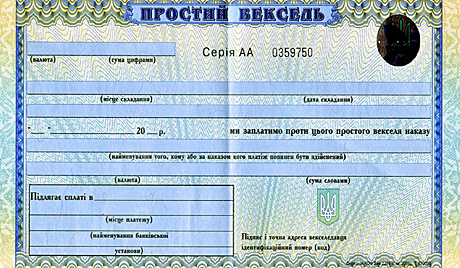 ПРОСТИЙ ВЕКСЕЛЬ
Серія АА 0359750
(валюта) (сума цифрами)
(місце складання) (дата складання)
"___" 20 __ р. ми заплатимо проти цього простого векселя наказу
(найменування того, кому або за наказом кого платіж повинен бути здійснений)
(валюта) (сума словами)
Підлягає сплаті в
(місце платежу)
(найменування банківської
установи)
Підпис і точна адреса векселедавця
ідентифікаційний номер (код)